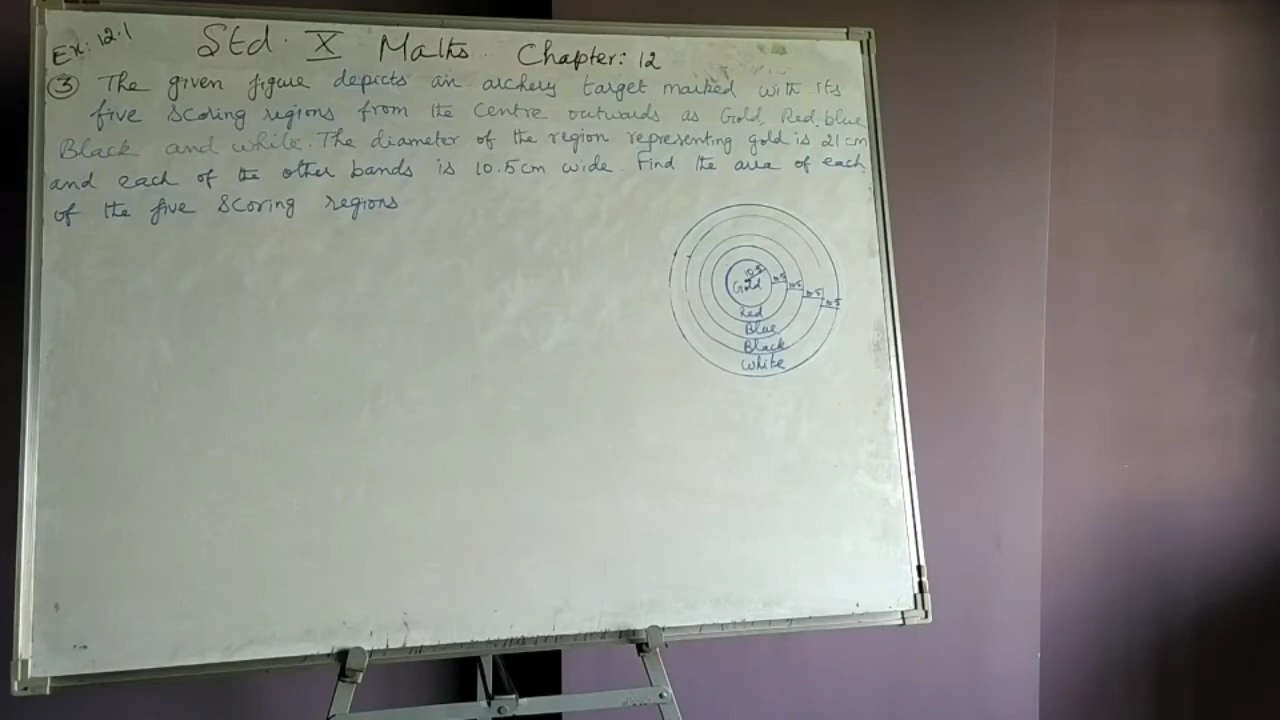 Ex: 12.1
Std. X Maths. Chapter: 12
③ The given figure depicts an archery target marked with its
five scoring regions from the centre outwards as Gold, Red, blue,
Black and white. The diameter of the region representing gold is 21 cm
and each of the other bands is 10.5 cm wide. Find the area of each
of the five scoring regions
10.5
Gold
10.5
10.5
10.5
10.5
Red
Blue
Black
White